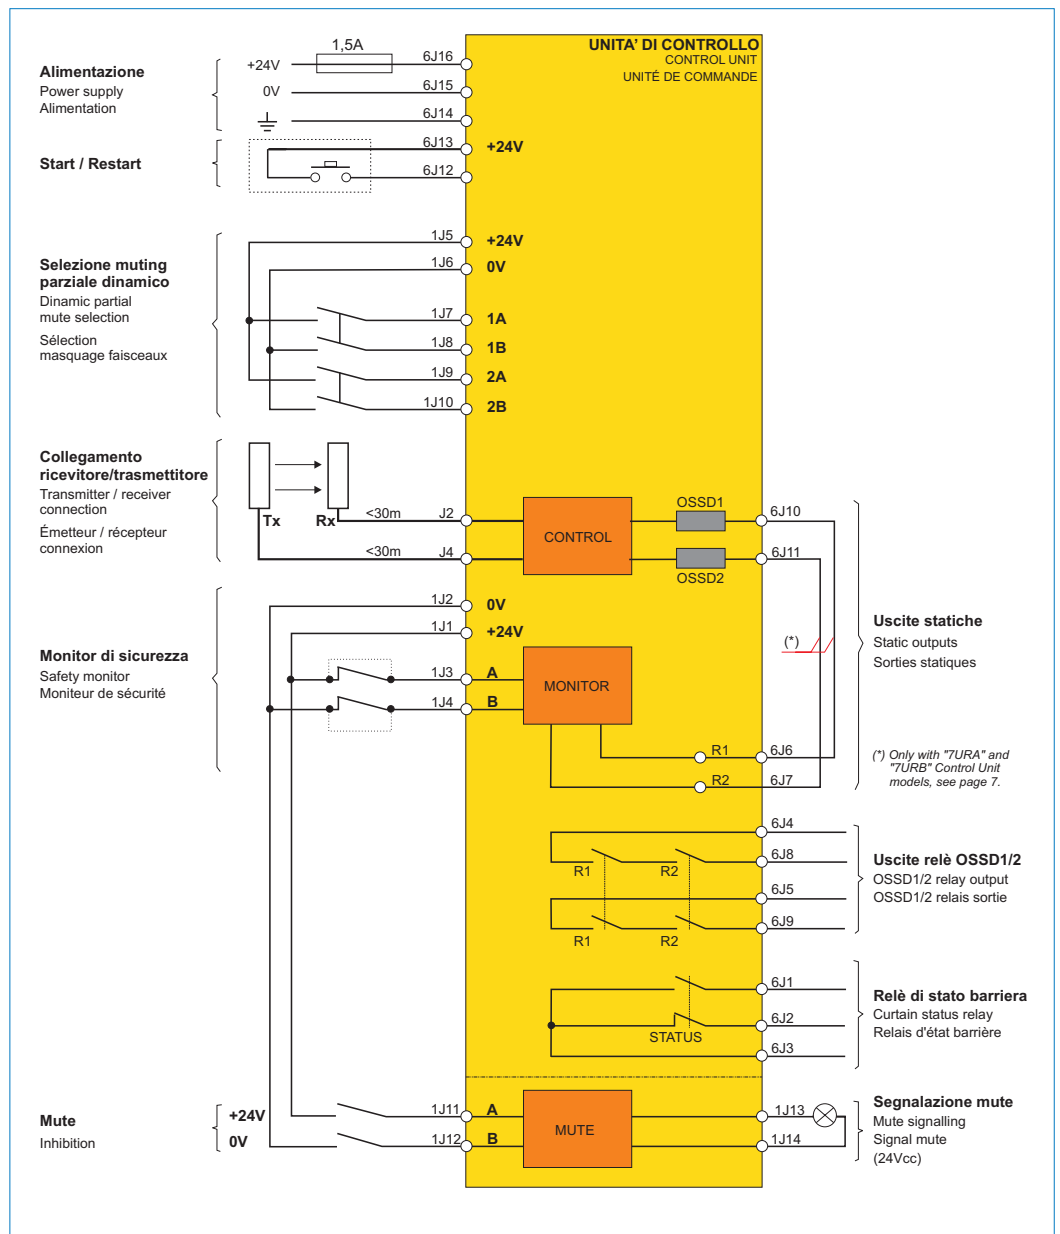 UNITA' DI CONTROLLO
CONTROL UNIT
UNITÉ DE COMMANDE
Alimentazione
Power supply
Alimentation
+24V
1,5A
6J16
0V
6J15
6J14
Start / Restart
6J13
+24V
6J12
Selezione muting
parziale dinamico
Dinamic partial
mute selection
Sélection
masquage faisceaux
1J5
+24V
1J6
0V
1J7
1A
1J8
1B
1J9
2A
1J10
2B
Collegamento
ricevitore/trasmettitore
Transmitter / receiver
connection
Émetteur / récepteur
connexion
Tx
Rx
<30m
J2
<30m
J4
CONTROL
OSSD1
OSSD2
6J10
6J11
Monitor di sicurezza
Safety monitor
Moniteur de sécurité
1J2
0V
1J1
+24V
1J3
A
1J4
B
MONITOR
R1
6J6
R2
6J7
(*)
Uscite statiche
Static outputs
Sorties statiques
(*) Only with "7URA" and
"7URB" Control Unit
models, see page 7.
6J4
R1
R2
6J8
6J5
R1
R2
6J9
Uscite relè OSSD1/2
OSSD1/2 relay output
OSSD1/2 relais sortie
6J1
6J2
STATUS
6J3
Relè di stato barriera
Curtain status relay
Relais d'état barrière
Mute
Inhibition
+24V
0V
1J11
A
1J12
B
MUTE
1J13
1J14
Segnalazione mute
Mute signalling
Signal mute
(24Vcc)